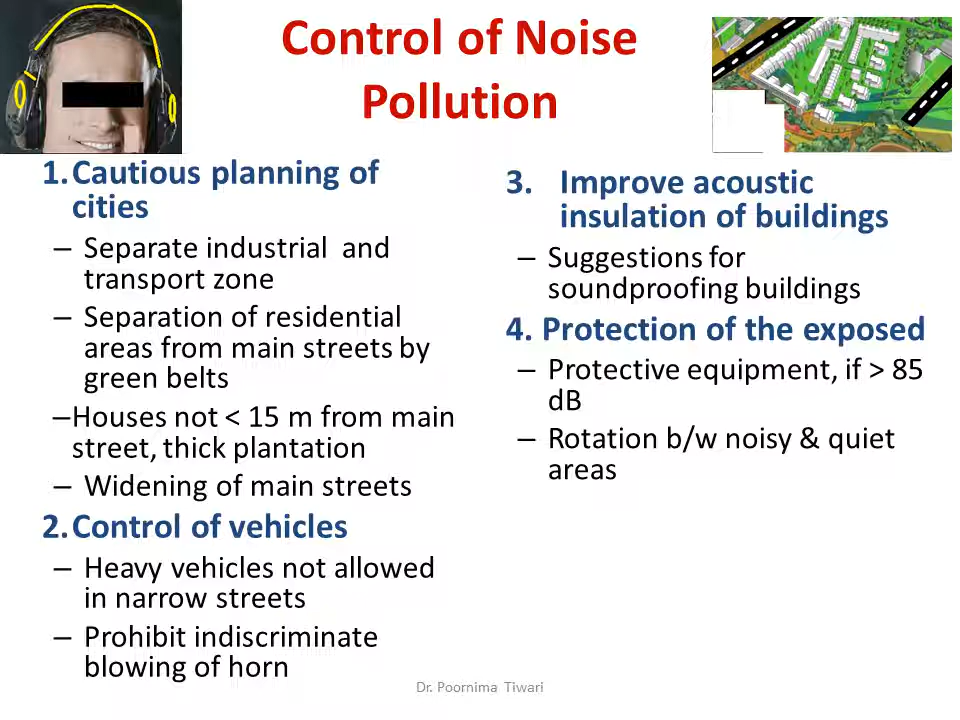 Control of Noise
Pollution
1. Cautious planning of
cities
– Separate industrial and
transport zone
– Separation of residential
areas from main streets by
green belts
–Houses not < 15 m from main
street, thick plantation
– Widening of main streets
2. Control of vehicles
– Heavy vehicles not allowed
in narrow streets
– Prohibit indiscriminate
blowing of horn
3. Improve acoustic
insulation of buildings
– Suggestions for
soundproofing buildings
4. Protection of the exposed
– Protective equipment, if > 85
dB
– Rotation b/w noisy & quiet
areas
Dr. Poornima Tiwari